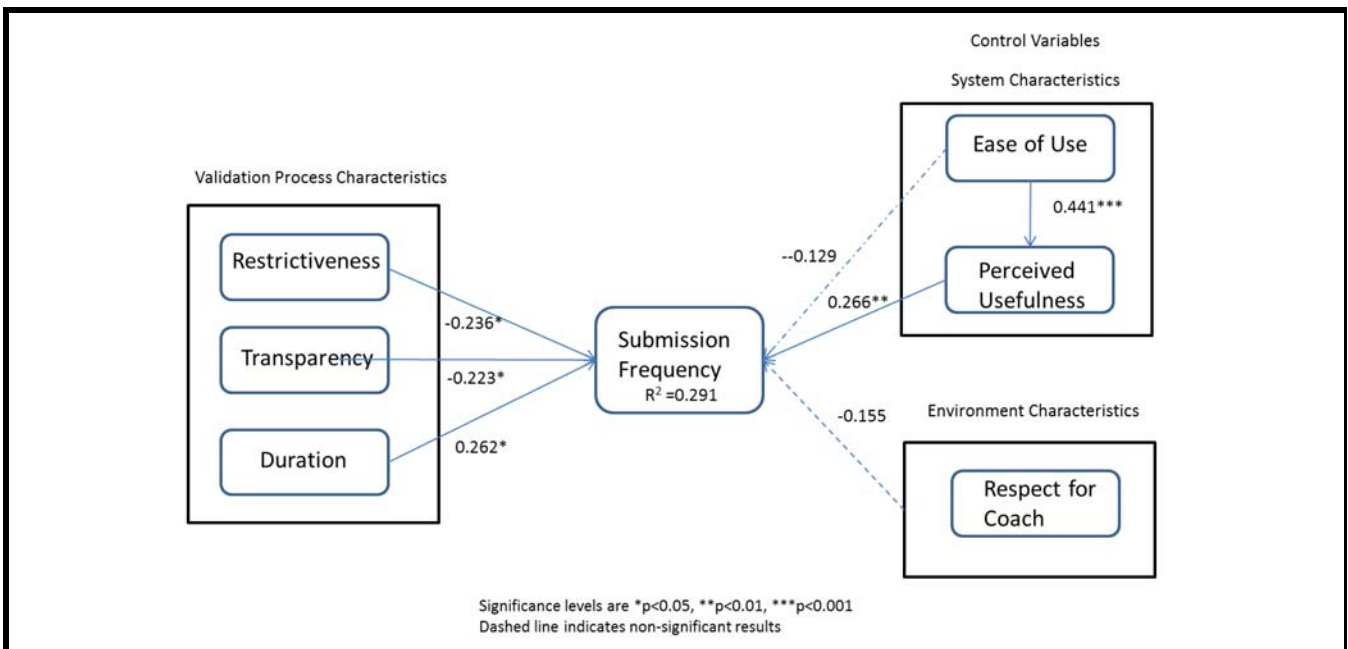 Control Variables
System Characteristics
Ease of Use
0.441***
Perceived
Usefulness
--0.129
0.266**
Validation Process Characteristics
Restrictiveness
-0.236*
Transparency
-0.223*
Duration
0.262*
Submission
Frequency
R² =0.291
-0.155
Environment Characteristics
Respect for
Coach
Significance levels are *p<0.05, **p<0.01, ***p<0.001
Dashed line indicates non-significant results